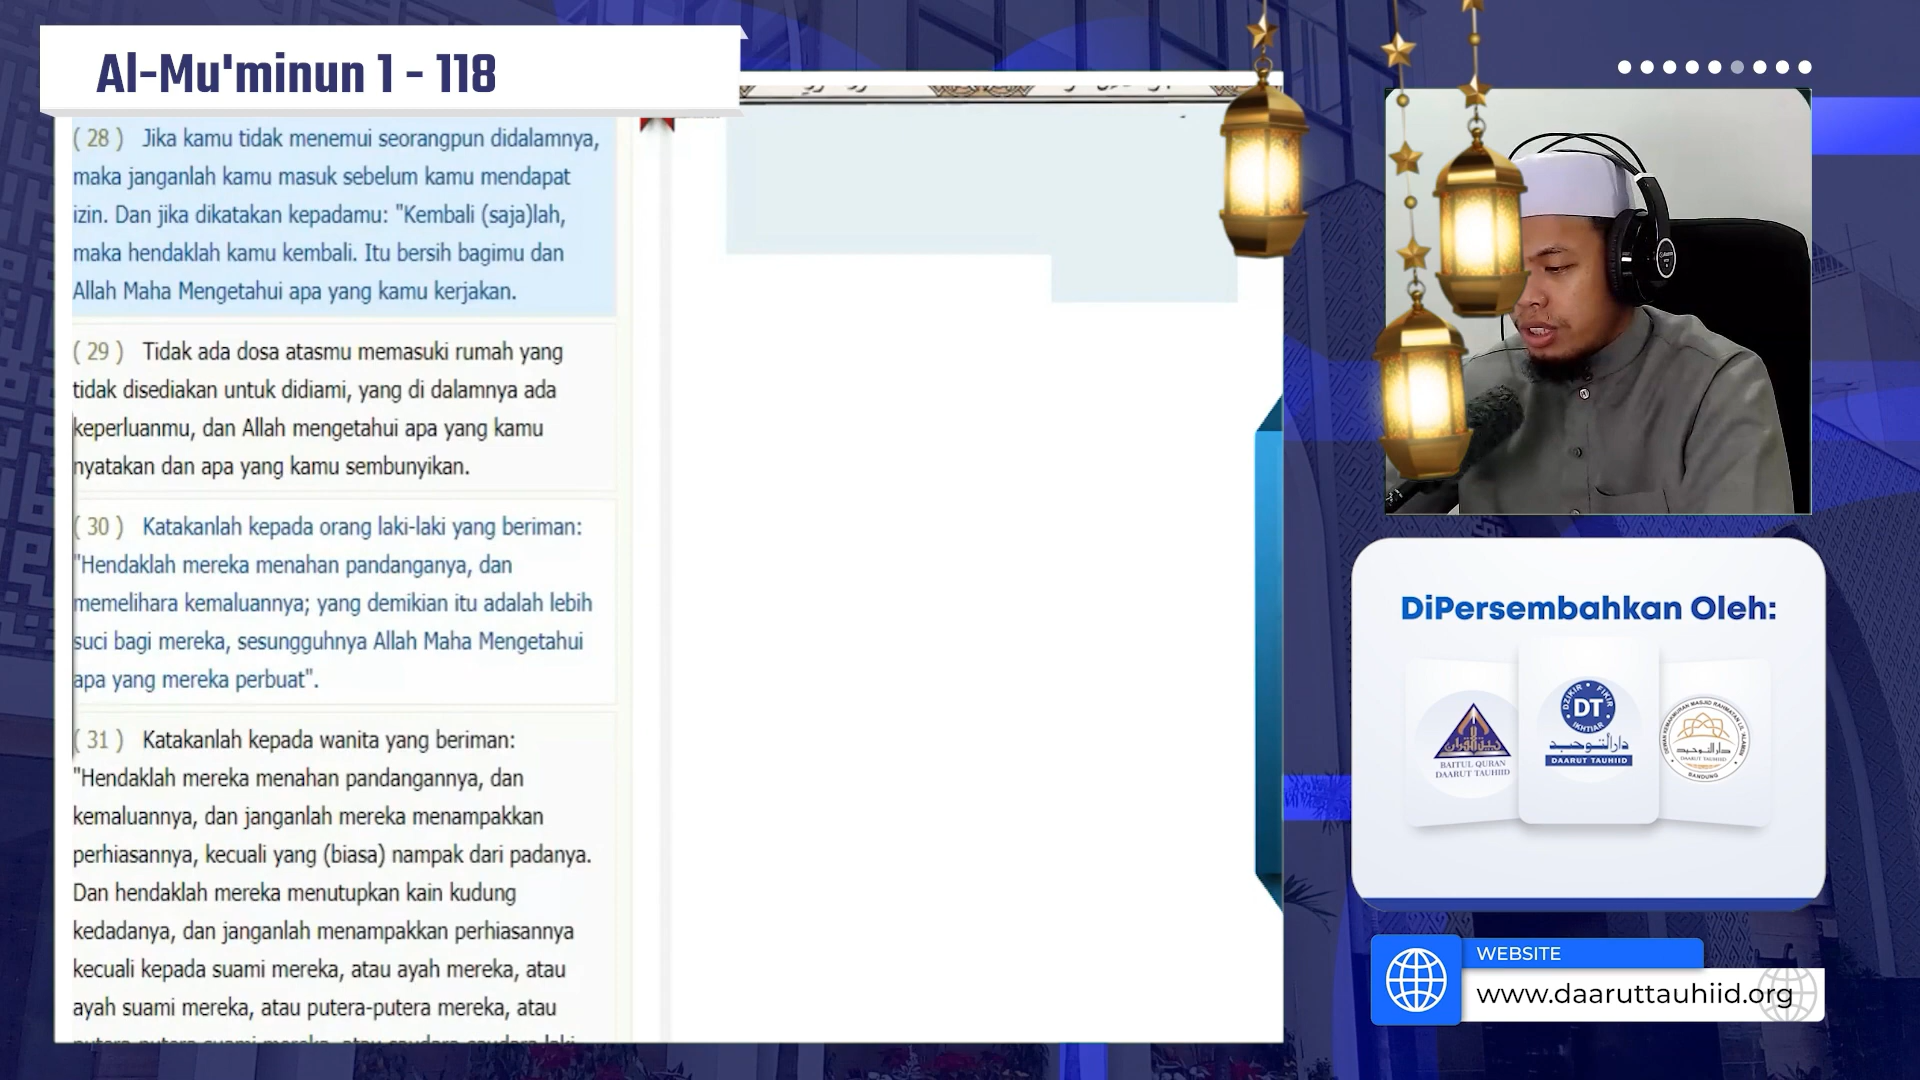 Al-Mu'minun 1 - 118
( 28 ) Jika kamu tidak menemui seorangpun didalamnya,
maka janganlah kamu masuk sebelum kamu mendapat
izin. Dan jika dikatakan kepadamu: "Kembali (saja)lah,
maka hendaklah kamu kembali. Itu bersih bagimu dan
Allah Maha Mengetahui apa yang kamu kerjakan.
( 29 ) Tidak ada dosa atasmu memasuki rumah yang
tidak disediakan untuk didiami, yang di dalamnya ada
keperluanmu, dan Allah mengetahui apa yang kamu
nyatakan dan apa yang kamu sembunyikan.
( 30 ) Katakanlah kepada orang laki-laki yang beriman:
"Hendaklah mereka menahan pandanganya, dan
memelihara kemaluannya; yang demikian itu adalah lebih
suci bagi mereka, sesungguhnya Allah Maha Mengetahui
apa yang mereka perbuat".
( 31 ) Katakanlah kepada wanita yang beriman:
"Hendaklah mereka menahan pandangannya, dan
kemaluannya, dan janganlah mereka menampakkan
perhiasannya, kecuali yang (biasa) nampak dari padanya.
Dan hendaklah mereka menutupkan kain kudung
kedadanya, dan janganlah menampakkan perhiasannya
kecuali kepada suami mereka, atau ayah mereka, atau
ayah suami mereka, atau putera-putera mereka, atau
DiPersembahkan Oleh:
BAITUL QURAN
DAARUT TAUHIID
DZIKIR • FIKIR
DT
IKHTIAR
دارالتوحيد
DAARUT TAUHIID
دارالتوحيد
DAARUT TAUHIID
BANDUNG
WEBSITE
www.daaruttauhiid.org